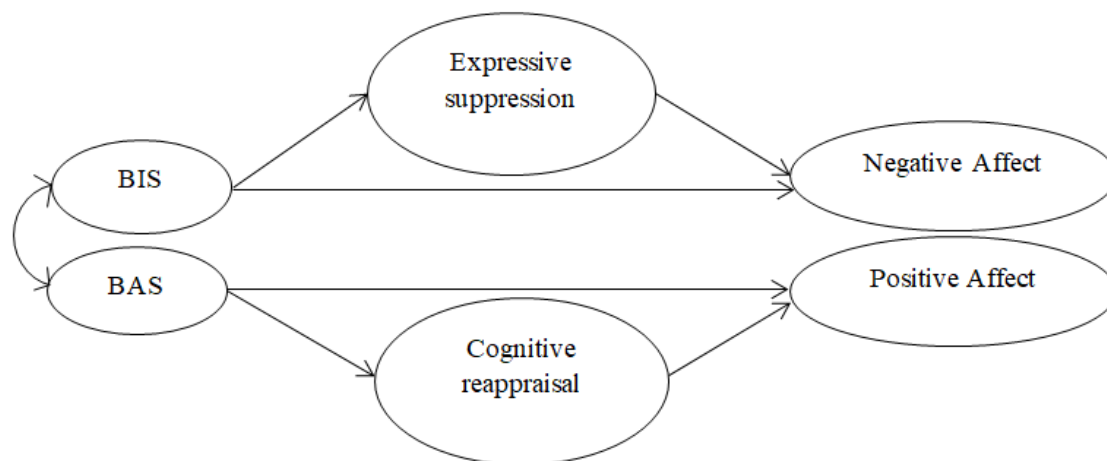 Expressive
suppression
BIS
Negative Affect
BAS
Positive Affect
Cognitive
reappraisal